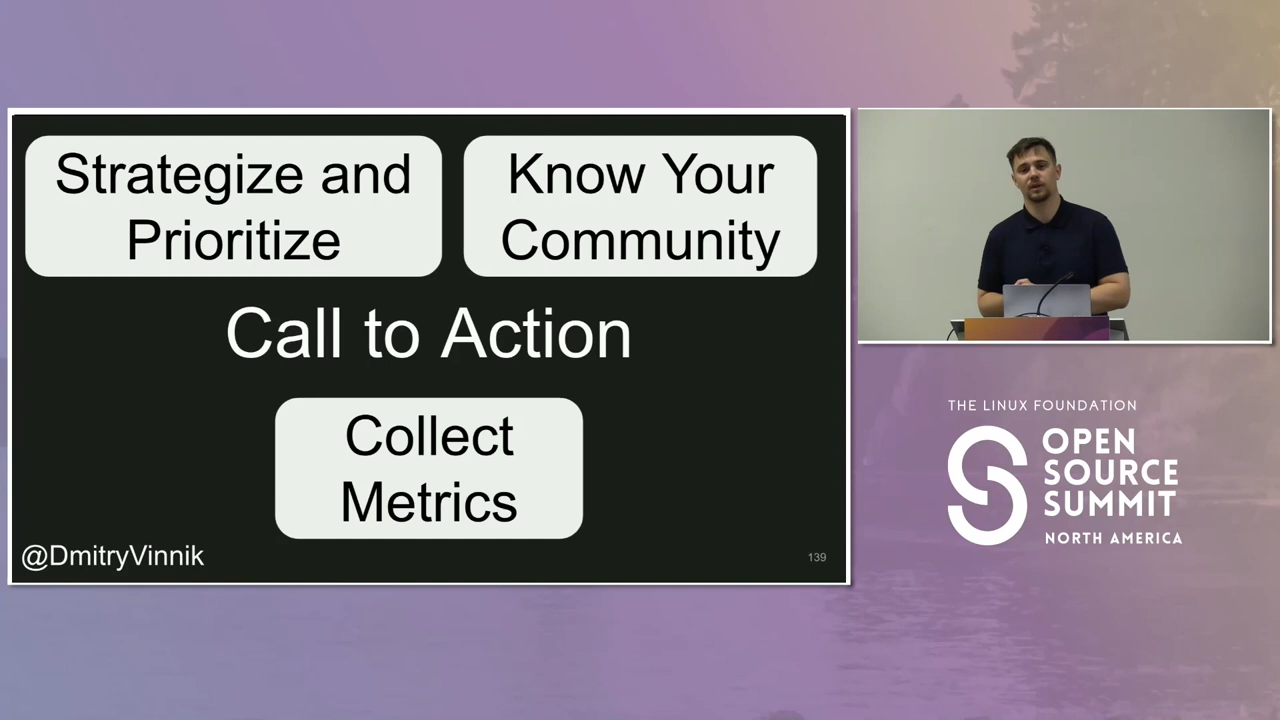 Strategize and
Prioritize
Know Your
Community
Call to Action
Collect
Metrics
@DmitryVinnik
139
THE LINUX FOUNDATION
OPEN
SOURCE
SUMMIT
NORTH AMERICA